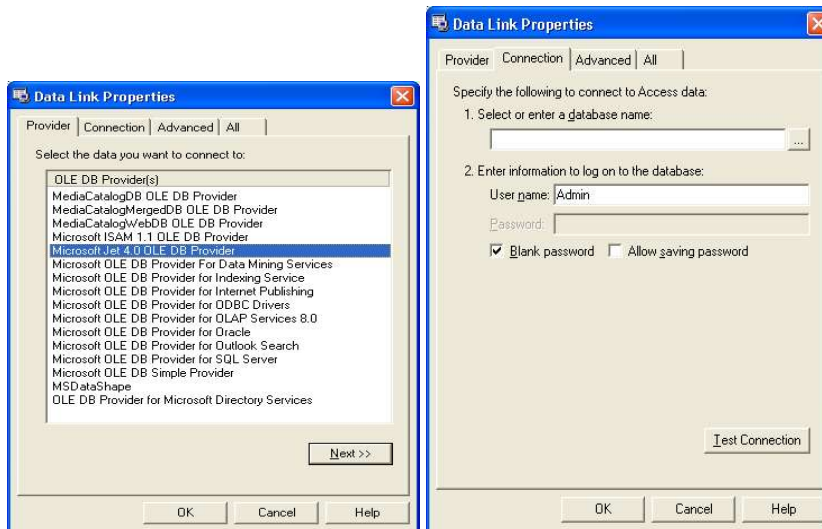 Data Link Properties
Provider Connection Advanced All
Select the data you want to connect to:
OLE DB Provider(s)
MediaCatalogDB OLE DB Provider
MediaCatalogMergedDB OLE DB Provider
MediaCatalogWebDB OLE DB Provider
Microsoft ISAM 1.1 OLE DB Provider
Microsoft Jet 4.0 OLE DB Provider
Microsoft OLE DB Provider For Data Mining Services
Microsoft OLE DB Provider for Indexing Service
Microsoft OLE DB Provider for Internet Publishing
Microsoft OLE DB Provider for ODBC Drivers
Microsoft OLE DB Provider for OLAP Services 8.0
Microsoft OLE DB Provider for Oracle
Microsoft OLE DB Provider for Outlook Search
Microsoft OLE DB Provider for SQL Server
Microsoft OLE DB Simple Provider
MSDataShape
OLE DB Provider for Microsoft Directory Services
Next >>
OK Cancel Help
Data Link Properties
Provider Connection Advanced All
Specify the following to connect to Access data:
1. Select or enter a database name:
...
2. Enter information to log on to the database:
User name: Admin
Password:
Blank password Allow saving password
Test Connection
OK Cancel Help